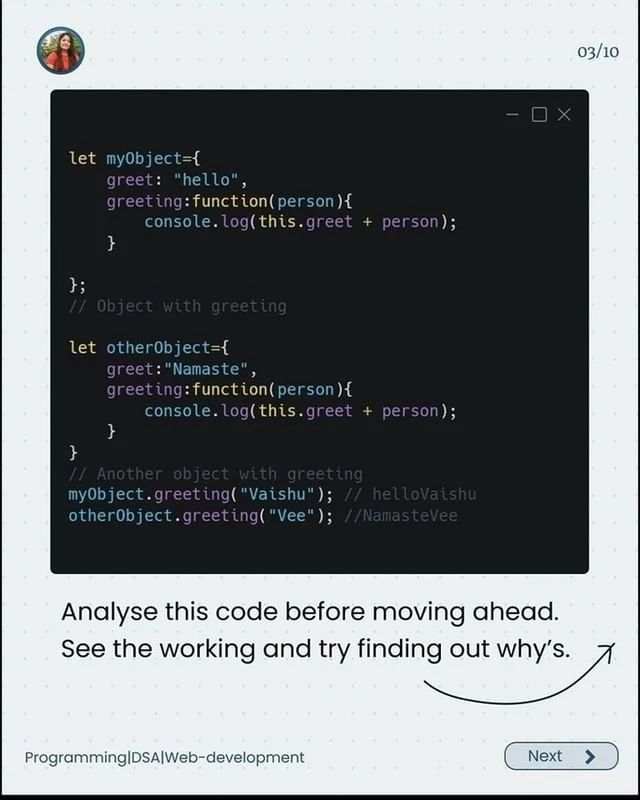 03/10
let myObject={
    greet: "hello",
    greeting:function(person){
        console.log(this.greet + person);
    }
};
// Object with greeting
let otherObject={
    greet:"Namaste",
    greeting:function(person){
        console.log(this.greet + person);
    }
}
// Another object with greeting
myObject.greeting("Vaishu"); // helloVaishu
otherObject.greeting("Vee"); //NamasteVee
Analyse this code before moving ahead.
See the working and try finding out why's.
Programming|DSA|Web-development
Next